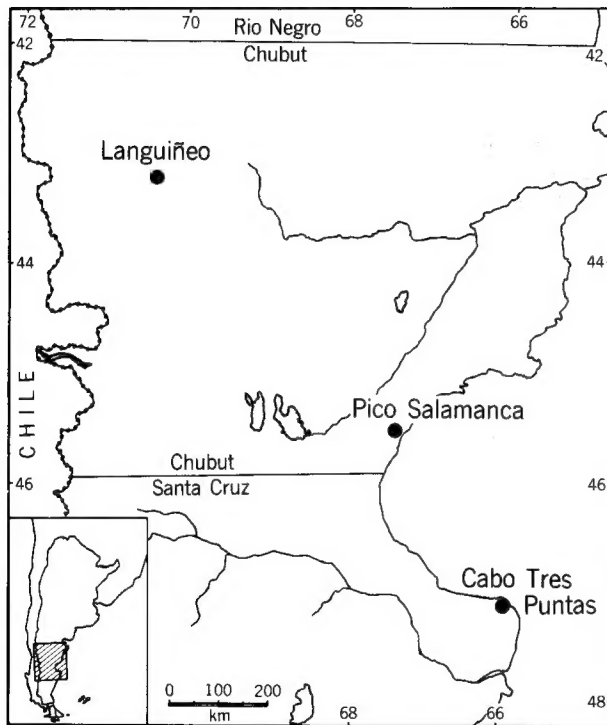 72 70 68 66
42 Rio Negro
Chubut 42
Languiñeo
44 44
Pico Salamanca
CHILE
Chubut
46 Santa Cruz 46
Cabo Tres
Puntas
0 100 200
km
68 66 48